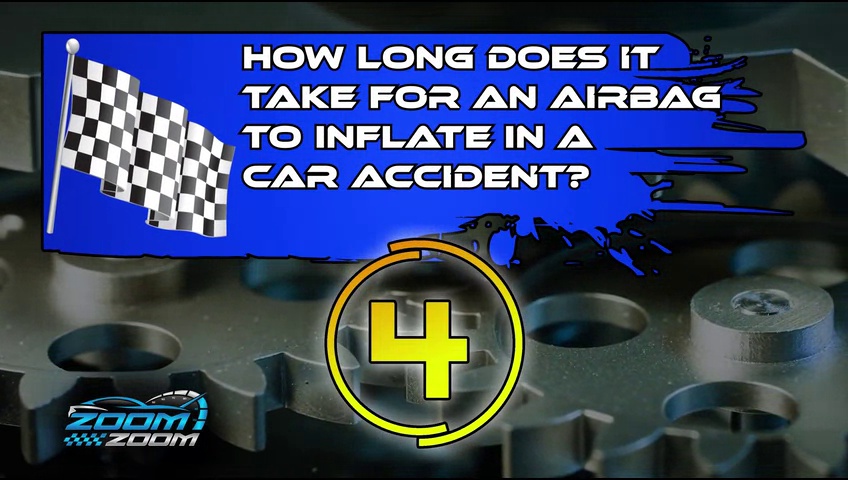 HOW LONG DOES IT
TAKE FOR AN AIRBAG
TO INFLATE IN A
CAR ACCIDENT?
4
ZOOM
ZOOM